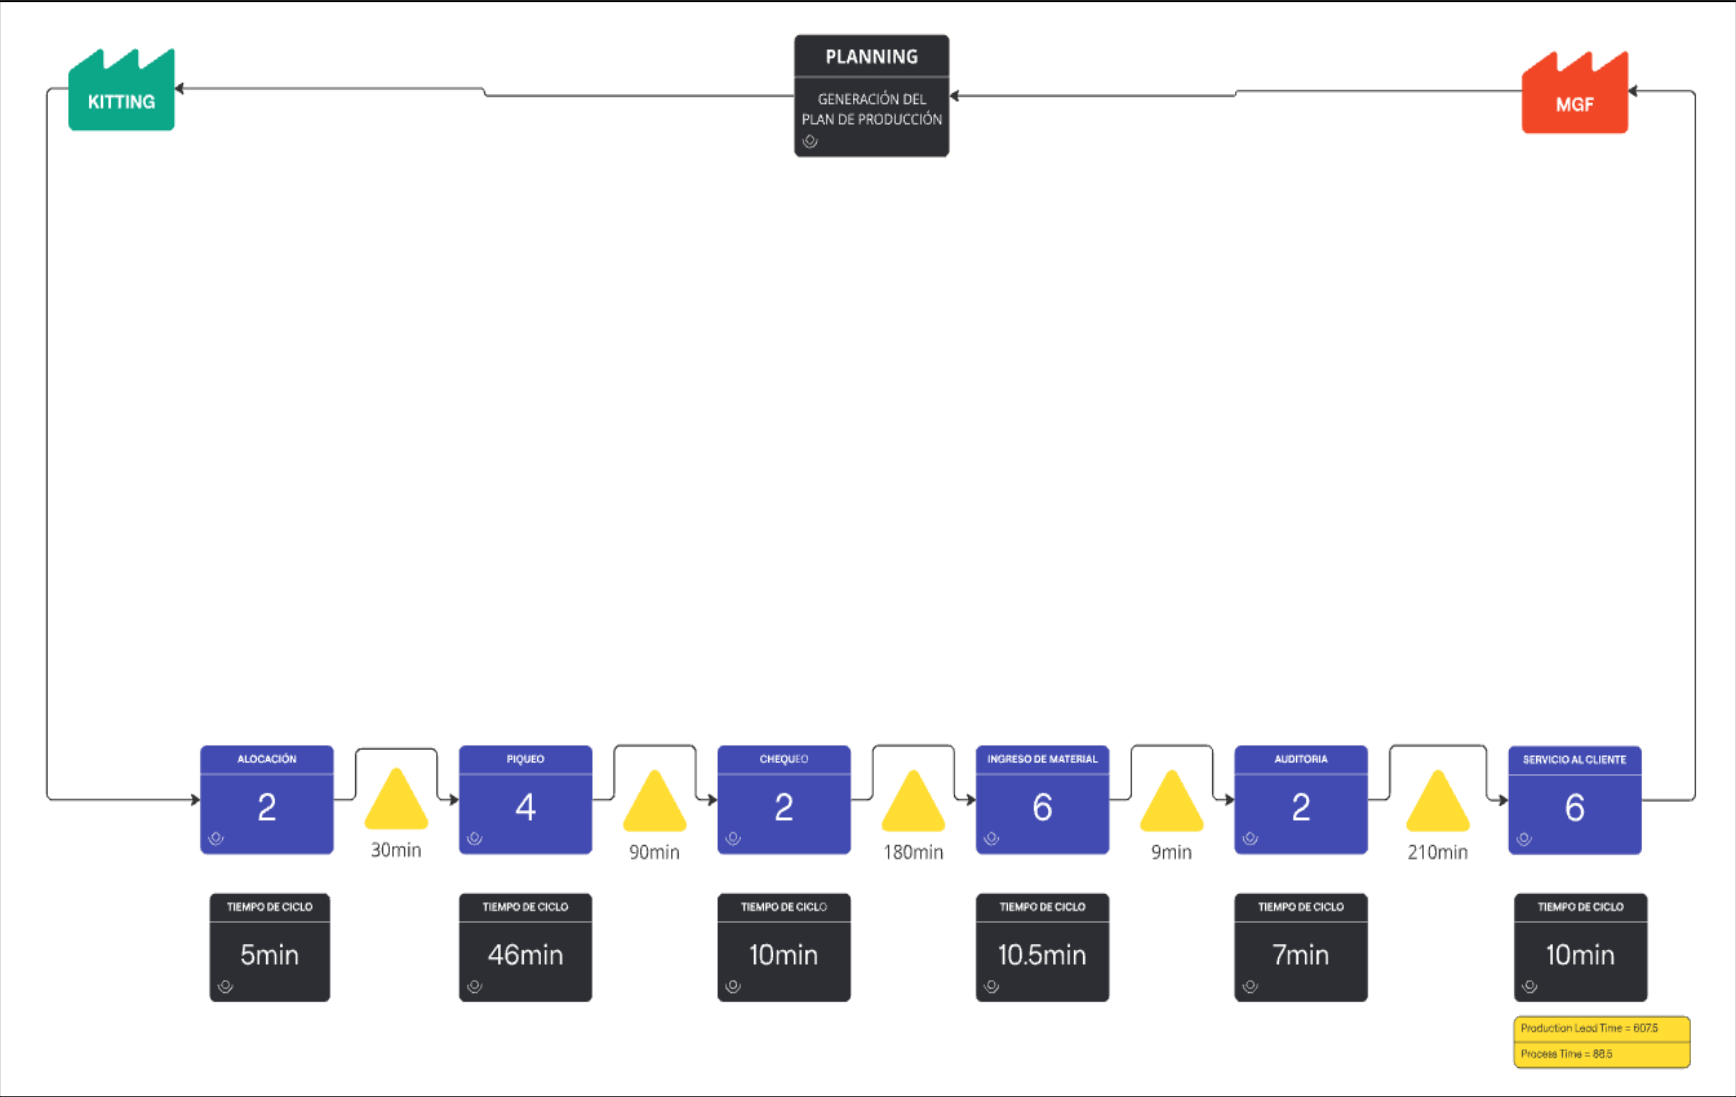 KITTING
PLANNING
GENERACIÓN DEL
PLAN DE PRODUCCIÓN
MGF
ALOCACIÓN
2
30min
PIQUEO
4
90min
CHEQUEO
2
180min
INGRESO DE MATERIAL
6
9min
AUDITORIA
2
210min
SERVICIO AL CLIENTE
6
TIEMPO DE CICLO
5min
TIEMPO DE CICLO
46min
TIEMPO DE CICLO
10min
TIEMPO DE CICLO
10.5min
TIEMPO DE CICLO
7min
TIEMPO DE CICLO
10min
Production Lead Time = 607.5
Process Time = 88.5